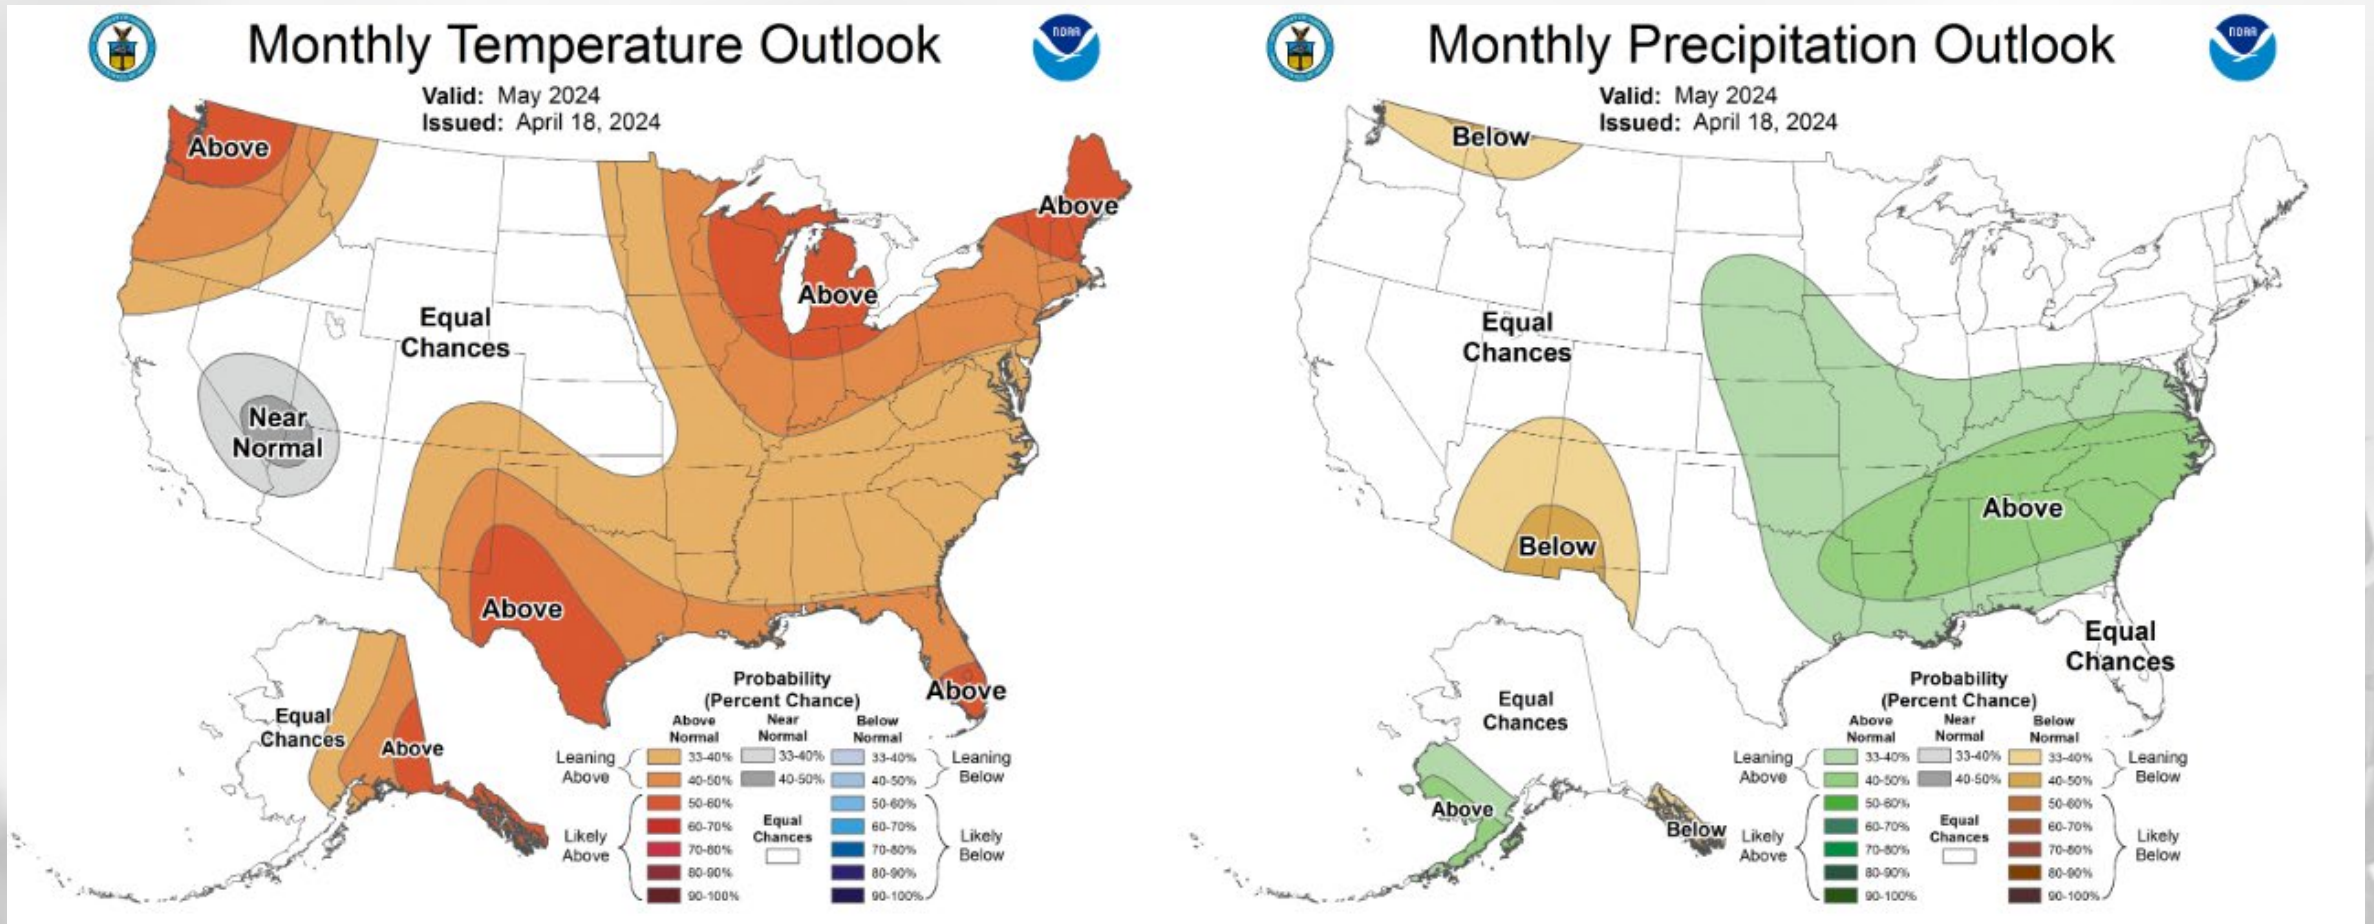 Monthly Temperature Outlook
NOAA
Valid: May 2024
Issued: April 18, 2024
Above
Above
Above
Equal
Chances
Near
Normal
Above
Above
Equal
Chances
Above
Probability
(Percent Chance)
Above
Normal
Near
Normal
Below
Normal
Leaning
Above
33-40%
33-40%
33-40%
Leaning
Below
40-50%
40-50%
40-50%
Likely
Above
50-60%
60-70%
70-80%
80-90%
90-100%
Equal
Chances
50-60%
60-70%
70-80%
80-90%
90-100%
Likely
Below
Monthly Precipitation Outlook
NOAA
Valid: May 2024
Issued: April 18, 2024
Below
Equal
Chances
Above
Below
Equal
Chances
Equal
Chances
Above
Below
Probability
(Percent Chance)
Above
Normal
Near
Normal
Below
Normal
Leaning
Above
33-40%
33-40%
33-40%
Leaning
Below
40-50%
40-50%
40-50%
Likely
Above
50-60%
60-70%
70-80%
80-90%
90-100%
Equal
Chances
50-60%
60-70%
70-80%
80-90%
90-100%
Likely
Below